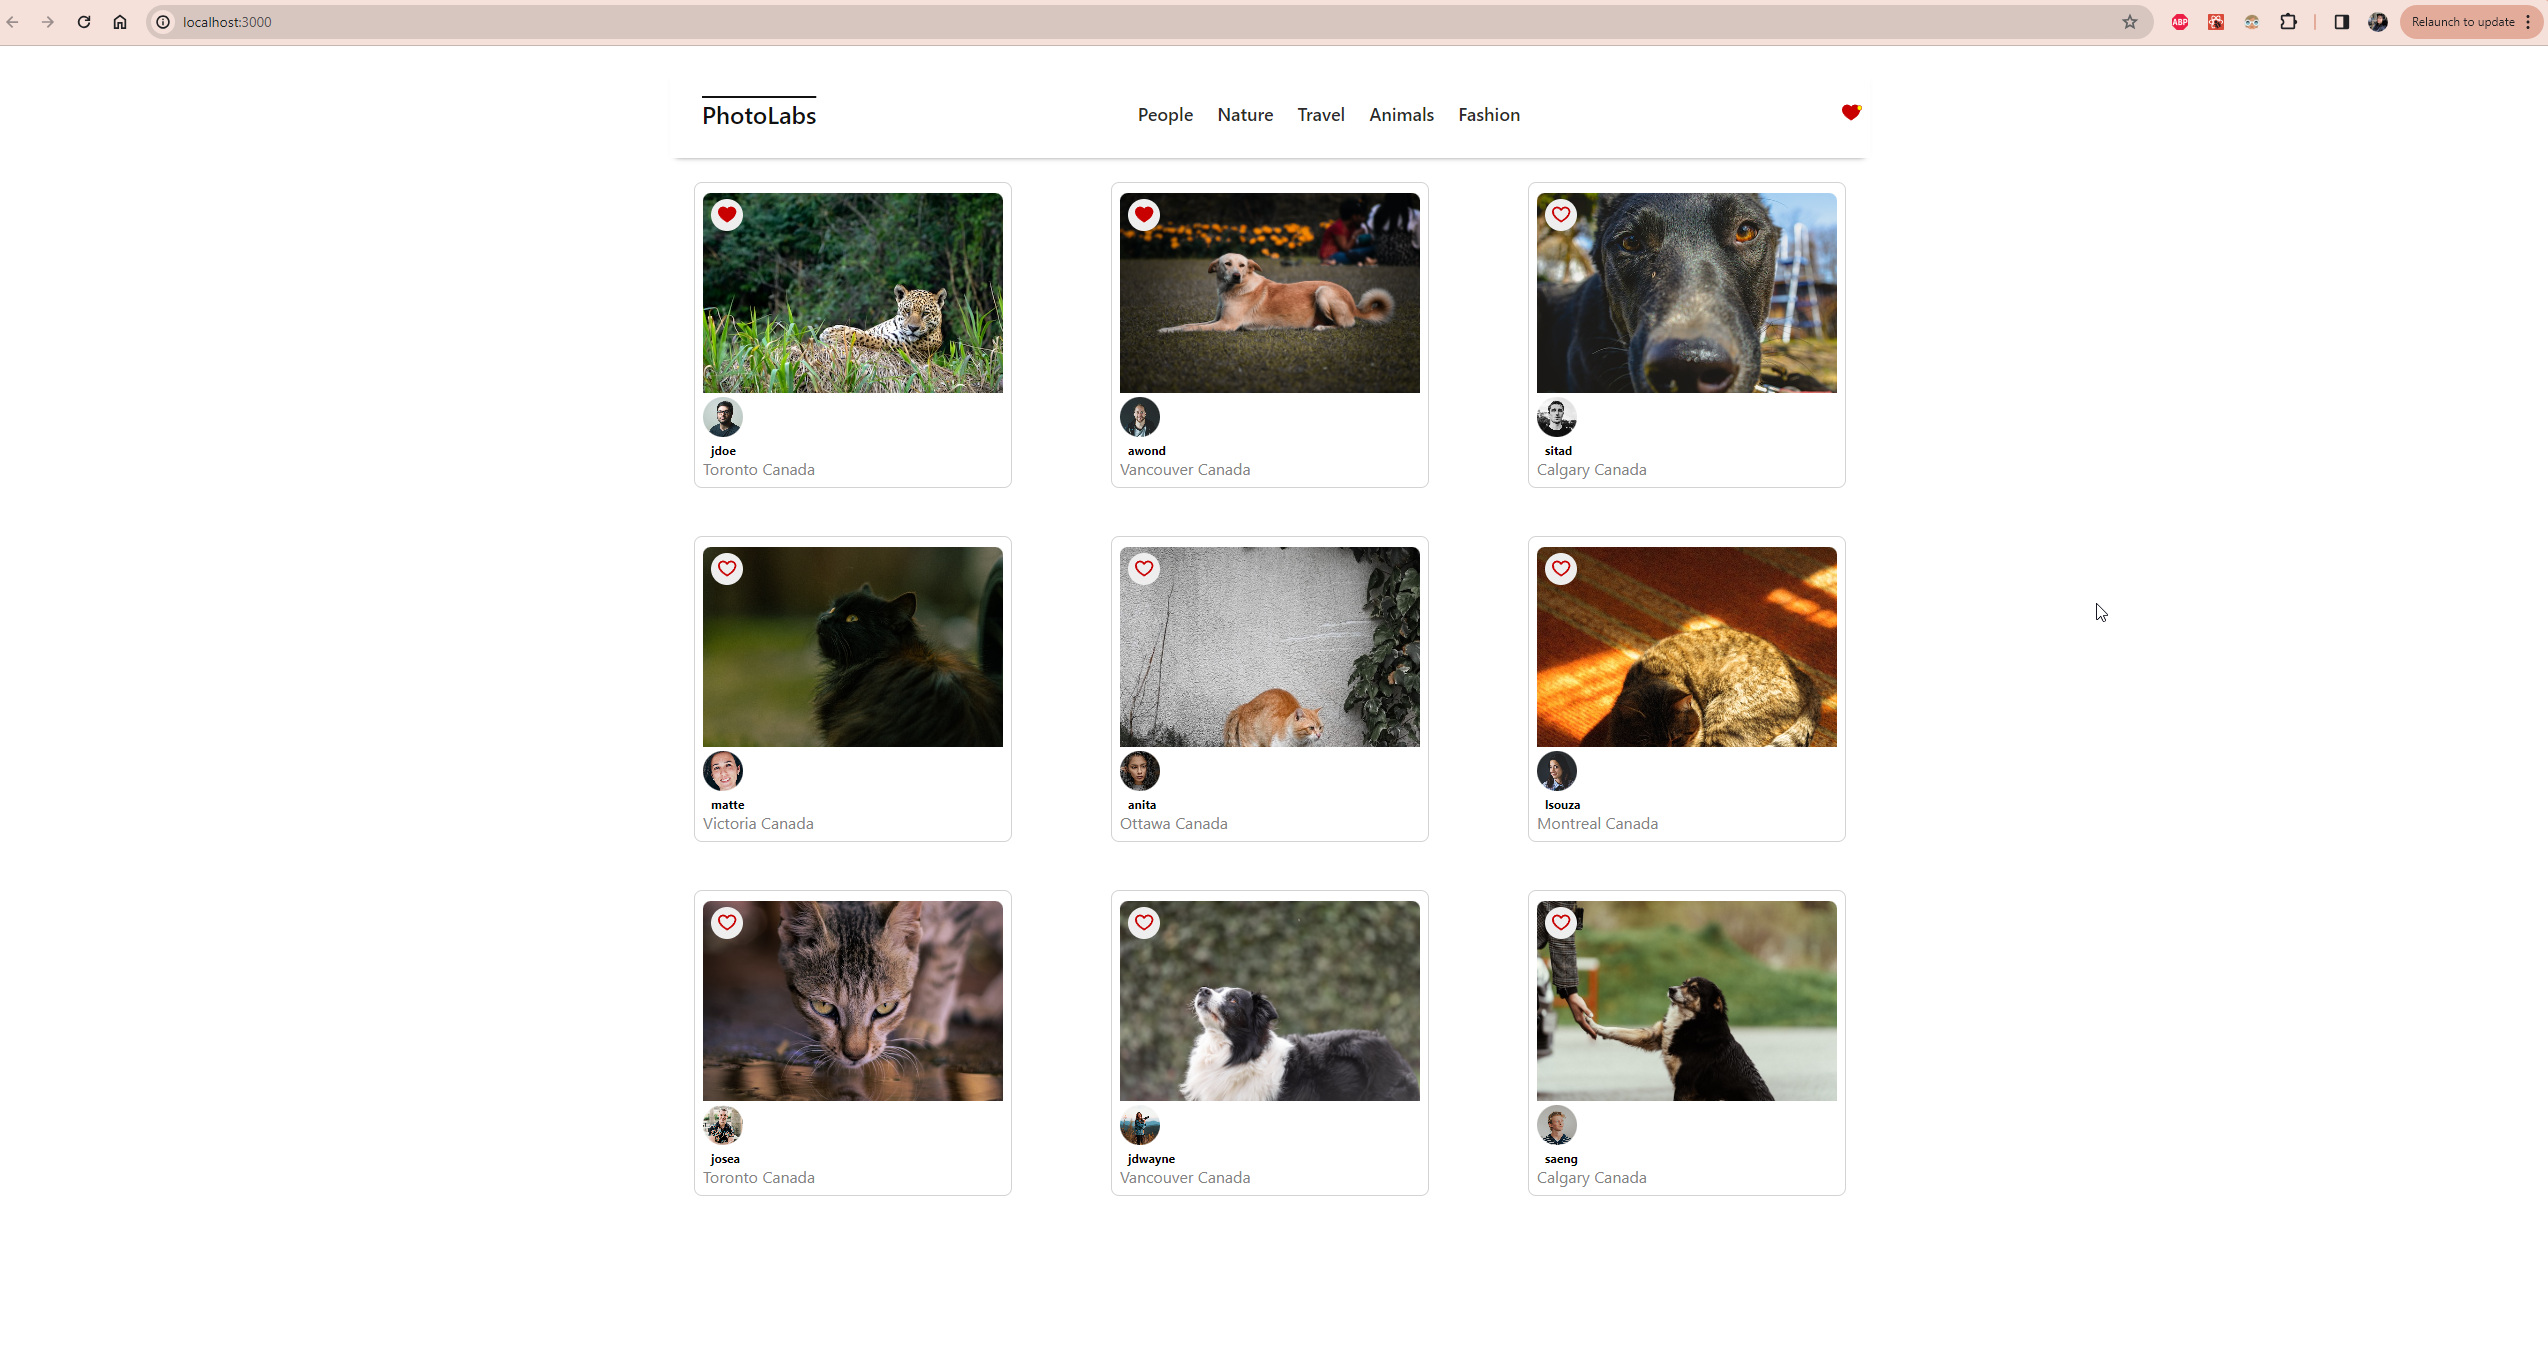 localhost:3000
ABP
Relaunch to update
PhotoLabs
People Nature Travel Animals Fashion
jdoe
Toronto Canada
awond
Vancouver Canada
sitad
Calgary Canada
matte
Victoria Canada
anita
Ottawa Canada
lsouza
Montreal Canada
josea
Toronto Canada
jdwayne
Vancouver Canada
saeng
Calgary Canada